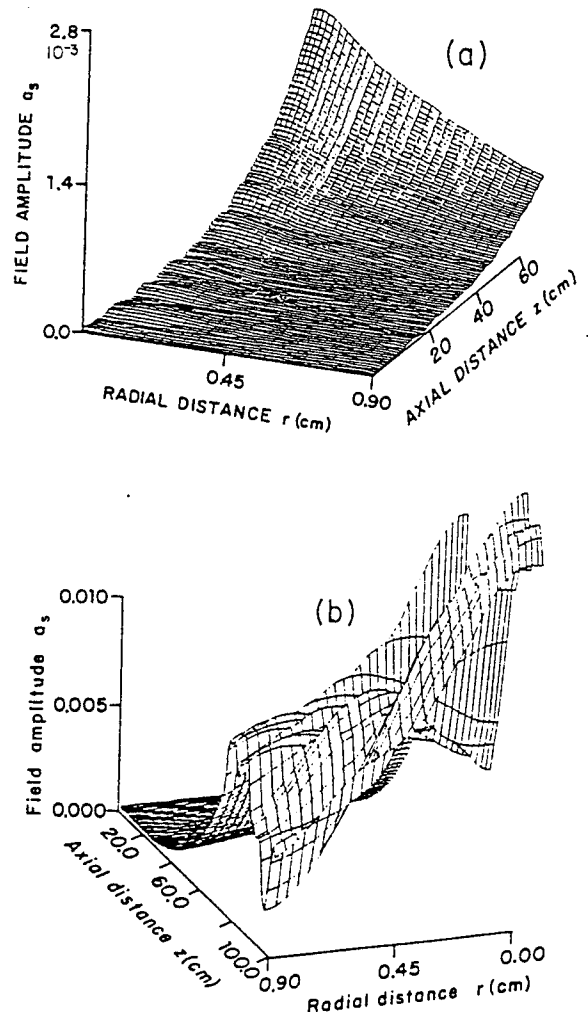 2.8
10⁻³
(a)
FIELD AMPLITUDE aₛ
1.4
0.0
0.45
0.90
RADIAL DISTANCE r (cm)
20
40
60
AXIAL DISTANCE z (cm)
0.010
(b)
Field amplitude aₛ
0.005
0.000
20.0
60.0
100.0
Axial distance z (cm)
0.90
0.45
0.00
Radial distance r (cm)